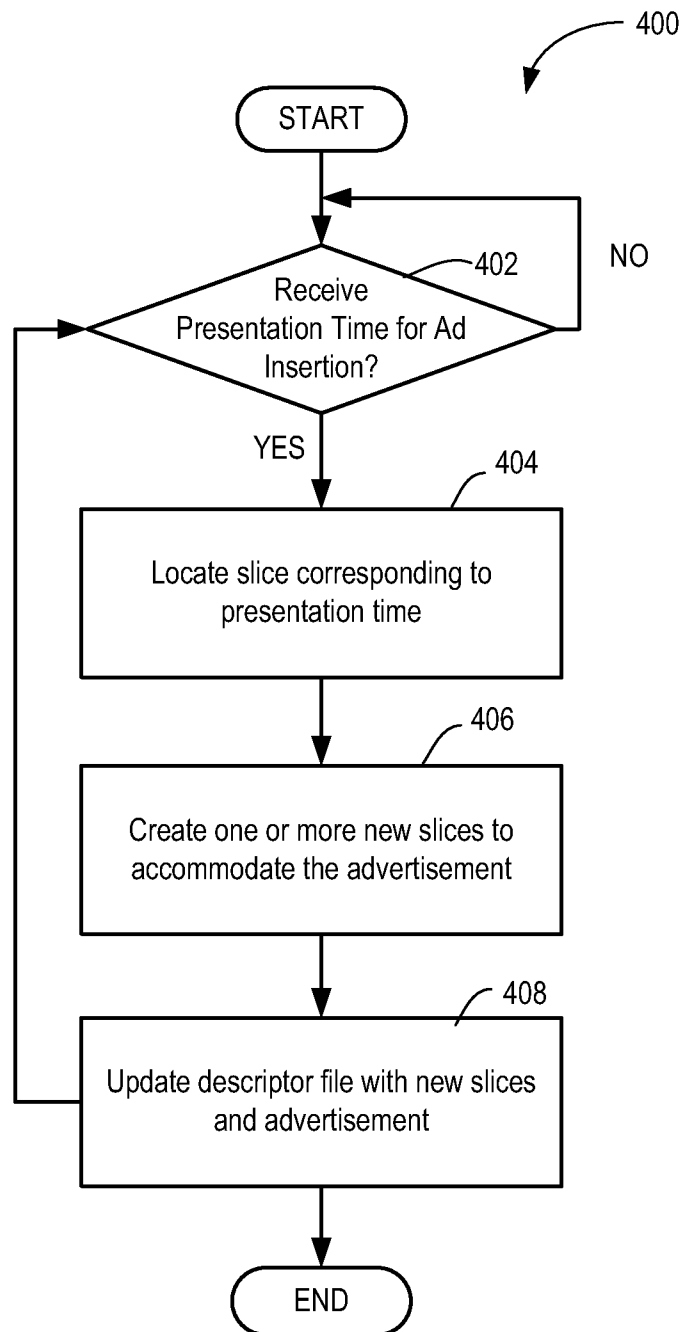 400
START
NO
402
Receive
Presentation Time for Ad
Insertion?
YES
404
Locate slice corresponding to
presentation time
406
Create one or more new slices to
accommodate the advertisement
408
Update descriptor file with new slices
and advertisement
END